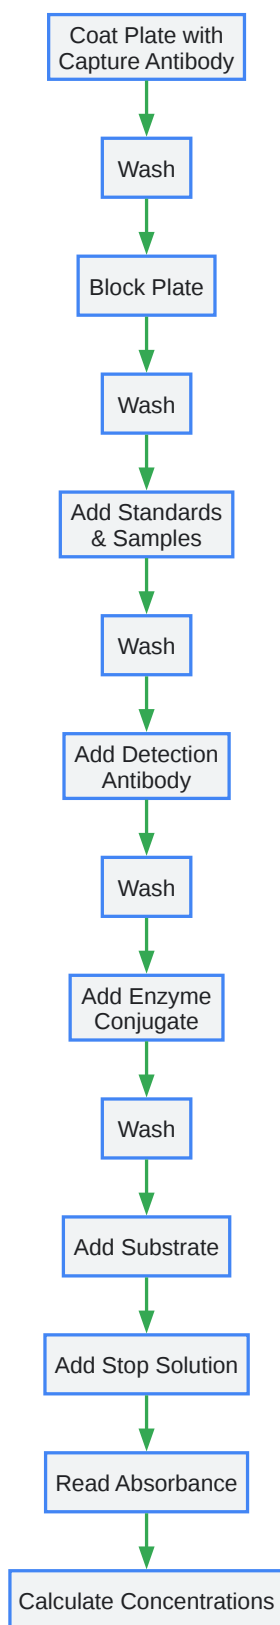 Coat Plate with
Capture Antibody
Wash
Block Plate
Wash
Add Standards
& Samples
Wash
Add Detection
Antibody
Wash
Add Enzyme
Conjugate
Wash
Add Substrate
Add Stop Solution
Read Absorbance
Calculate Concentrations